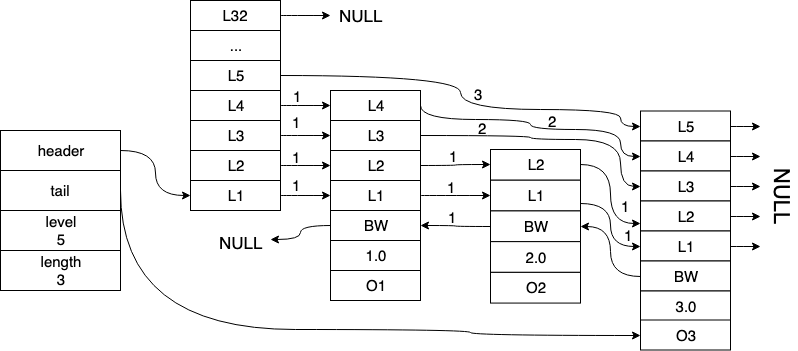 header
tail
level
5
length
3
L32
...
L5
L4
L3
L2
L1
NULL
3
1
1
1
1
L4
L3
L2
L1
BW
1.0
O1
NULL
2
2
1
1
1
L2
L1
BW
2.0
O2
1
1
L5
L4
L3
L2
L1
BW
3.0
O3
NULL